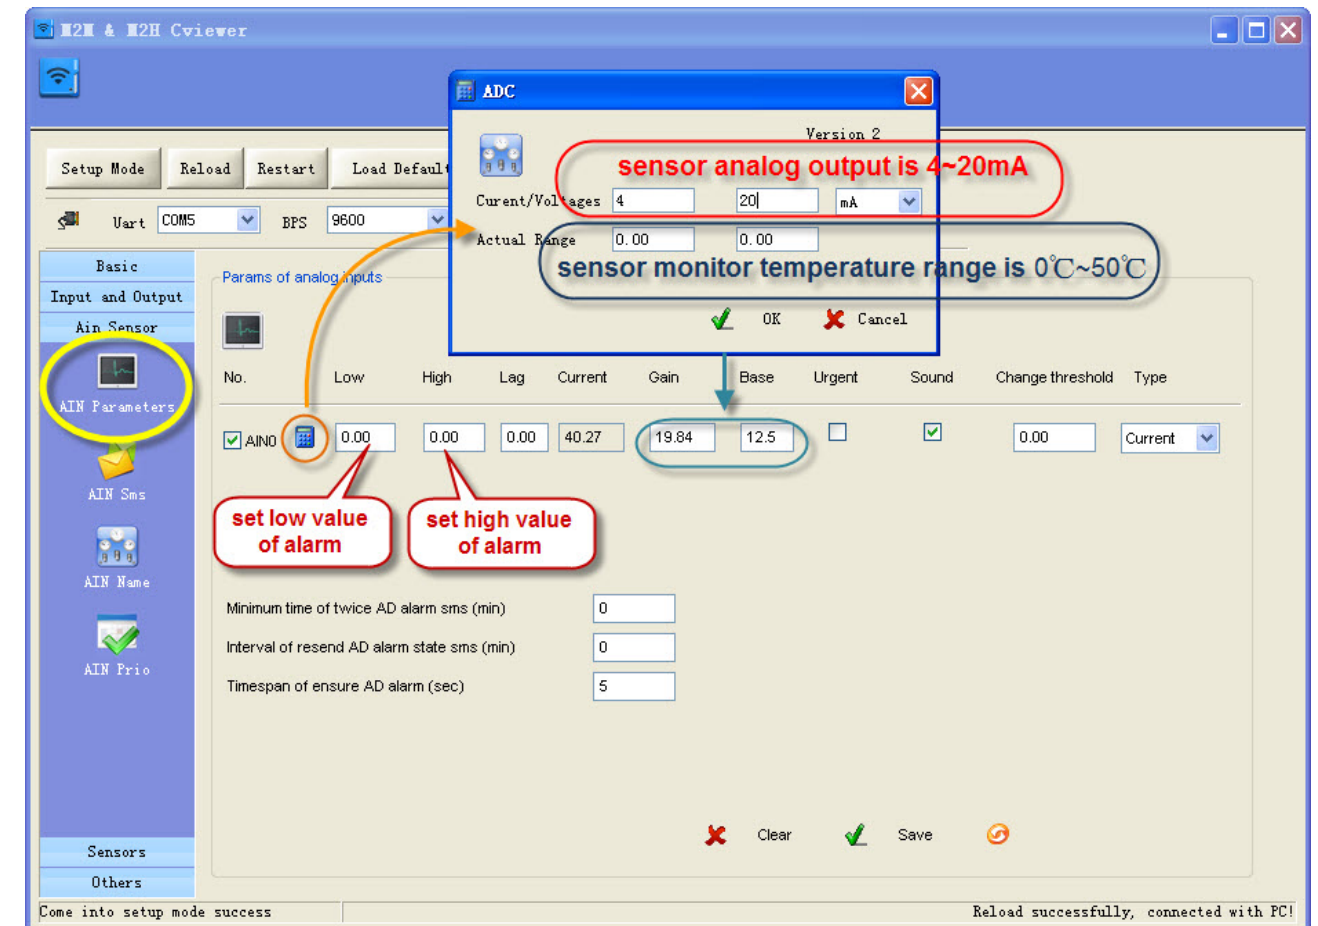 M2M & M2H Cviewer
ADC
Version 2
sensor analog output is 4~20mA
Setup Mode Reload Restart Load Default
Curent/Voltages 4 20 mA
Uart COM5 BPS 9600
Actual Range 0.00 0.00
sensor monitor temperature range is 0℃~50℃
Basic
Params of analog inputs
Input and Output
OK Cancel
Ain Sensor
No. Low High Lag Current Gain Base Urgent Sound Change threshold Type
AIN Parameters
AIN0 0.00 0.00 0.00 40.27 19.84 12.5 0.00 Current
AIN Sms
set low value
of alarm
set high value
of alarm
AIN Name
Minimum time of twice AD alarm sms (min) 0
Interval of resend AD alarm state sms (min) 0
AIN Prio
Timespan of ensure AD alarm (sec) 5
Clear Save
Sensors
Others
Come into setup mode success
Reload successfully, connected with PC!